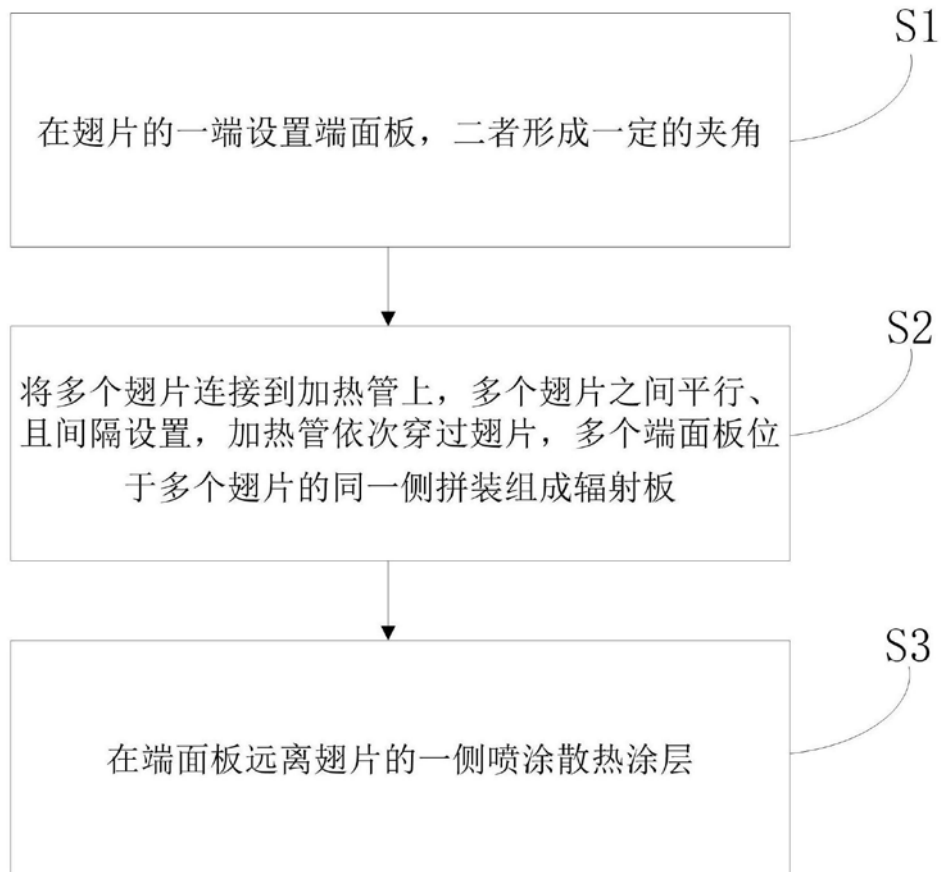 S1
在翅片的一端设置端面板，二者形成一定的夹角
S2
将多个翅片连接到加热管上，多个翅片之间平行、
且间隔设置，加热管依次穿过翅片，多个端面板位
于多个翅片的同一侧拼装组成辐射板
S3
在端面板远离翅片的一侧喷涂散热涂层